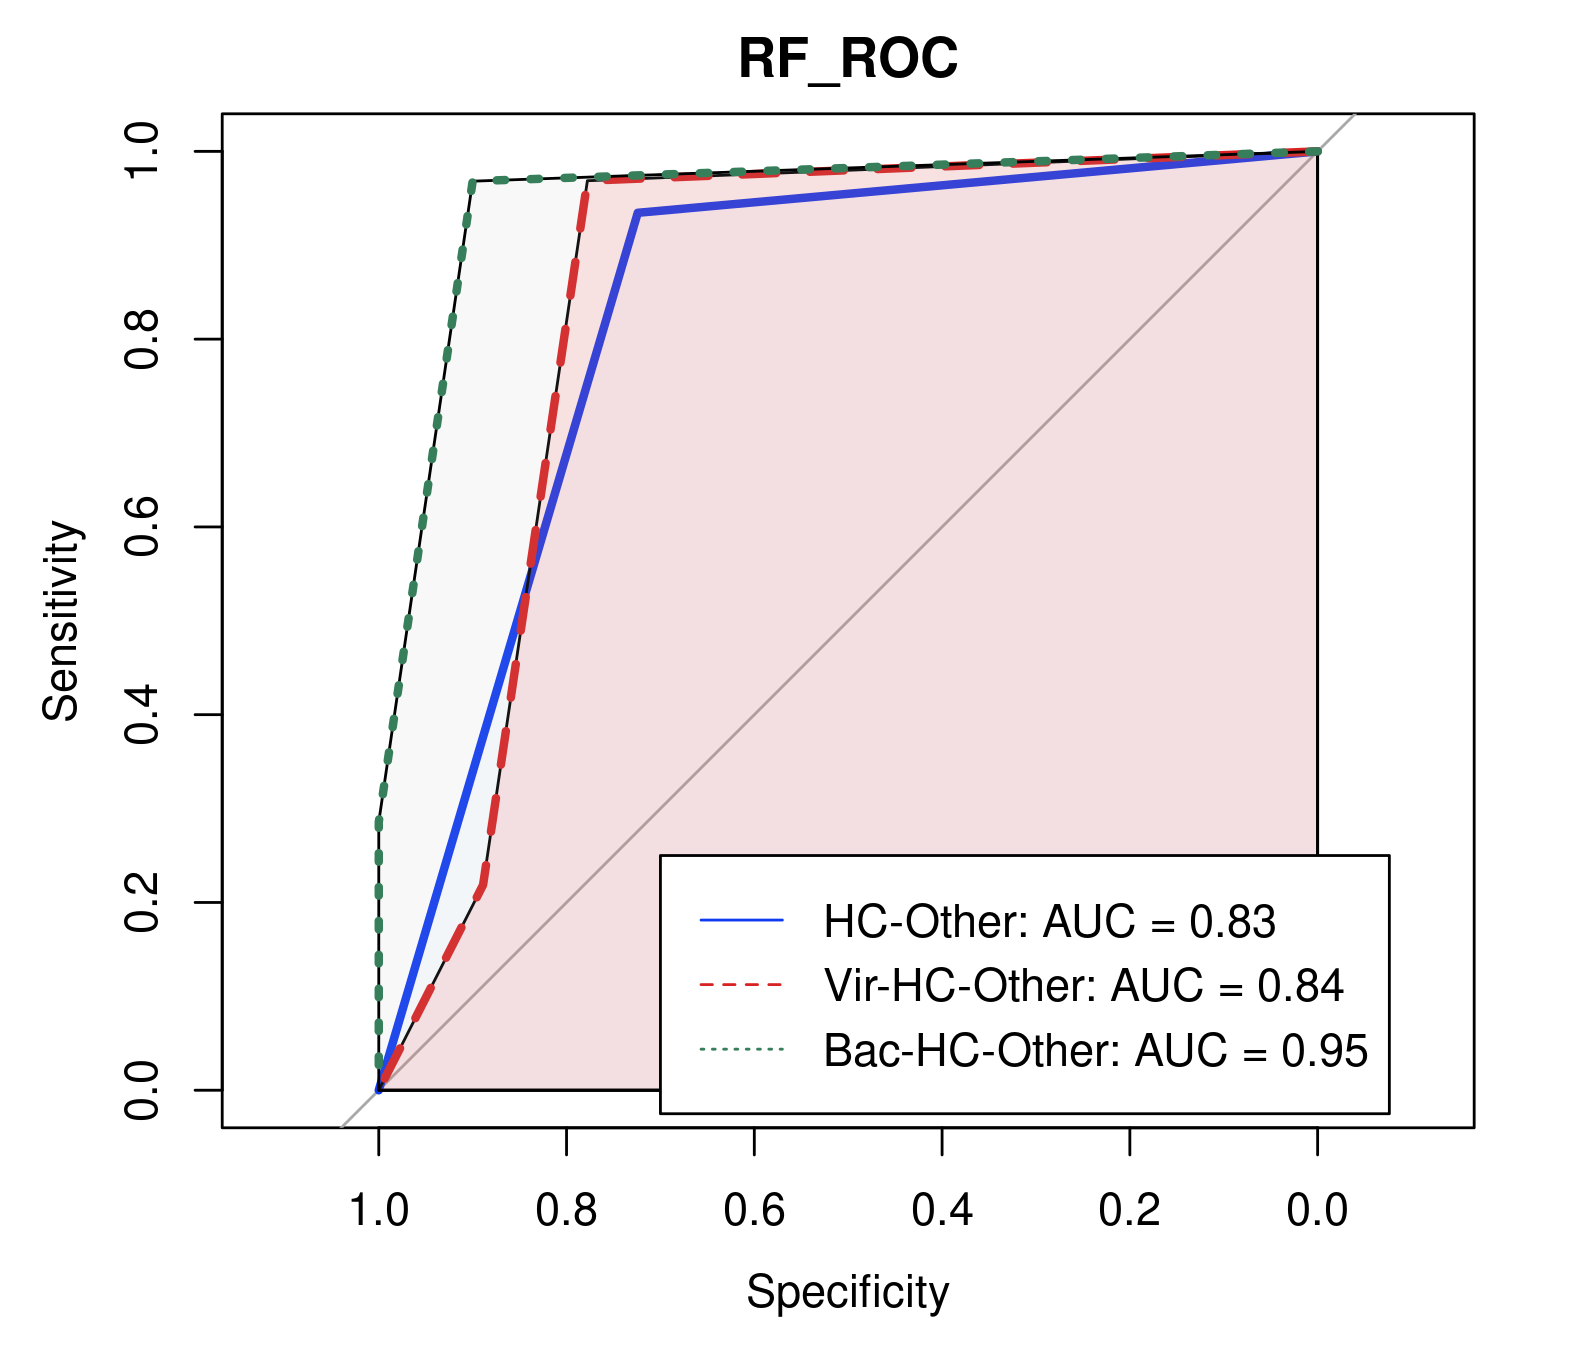 RF_ROC
Sensitivity
1.0
0.8
0.6
0.4
0.2
0.0
HC-Other: AUC = 0.83
Vir-HC-Other: AUC = 0.84
Bac-HC-Other: AUC = 0.95
1.0 0.8 0.6 0.4 0.2 0.0
Specificity